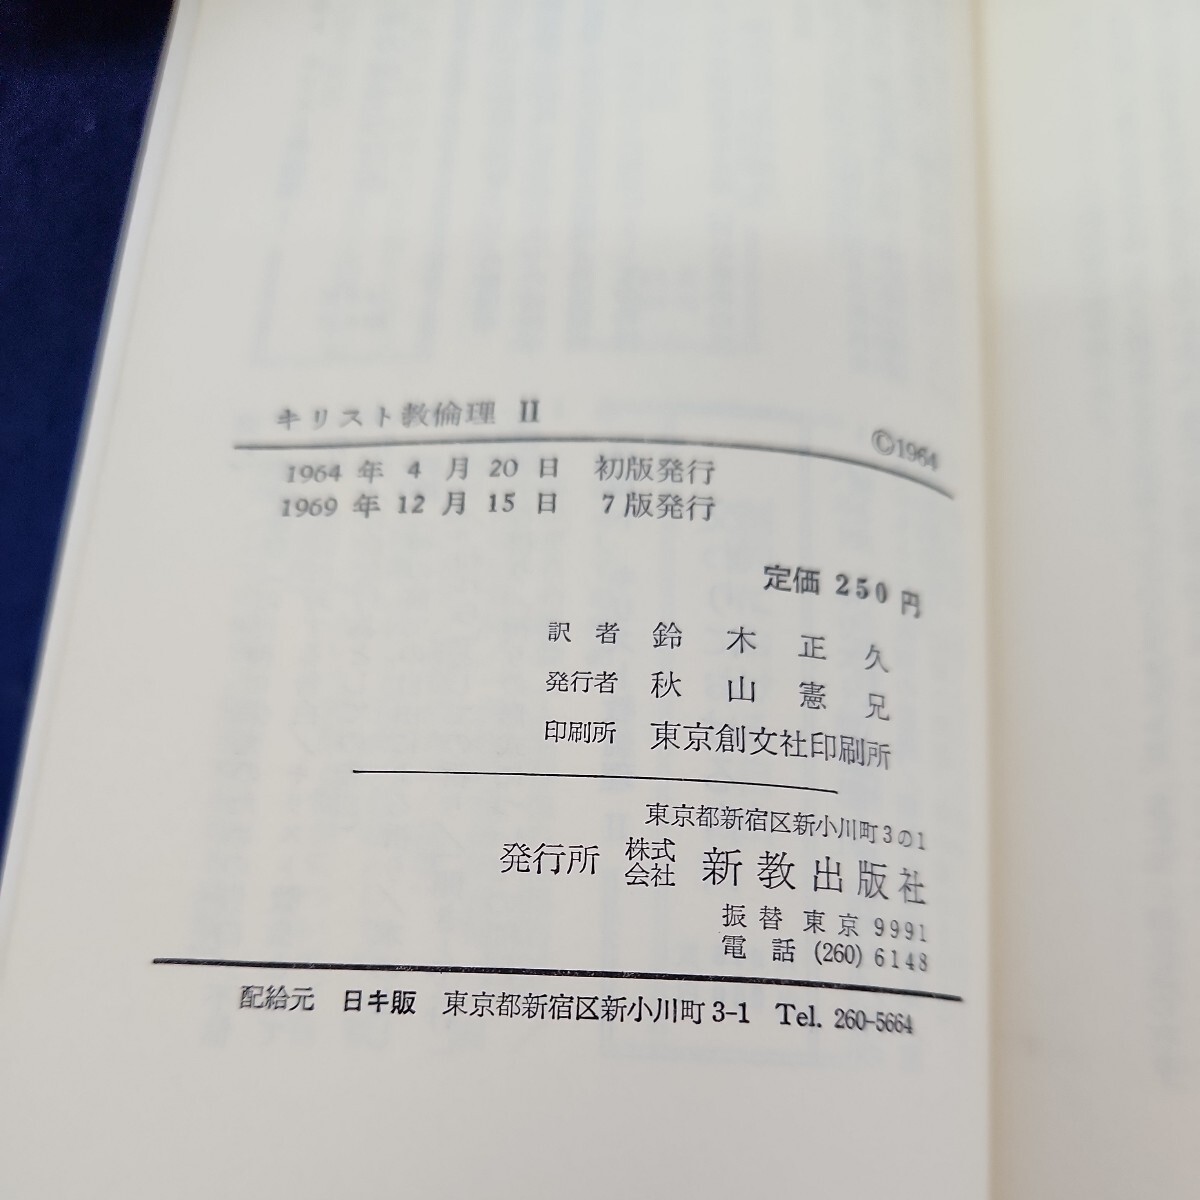 キリスト教倫理 II
©1964
1964 年 4 月 20 日 初版発行
1969 年 12 月 15 日 7 版発行
定価 250 円
訳 者 鈴 木 正 久
発行者 秋 山 憲 兄
印刷所 東京創文社印刷所
東京都新宿区新小川町3の1
発行所 株式会社 新教出版社
振 替 東 京 9991
電 話 (260) 6148
配給元 日キ販 東京都新宿区新小川町 3-1 Tel. 260-5664